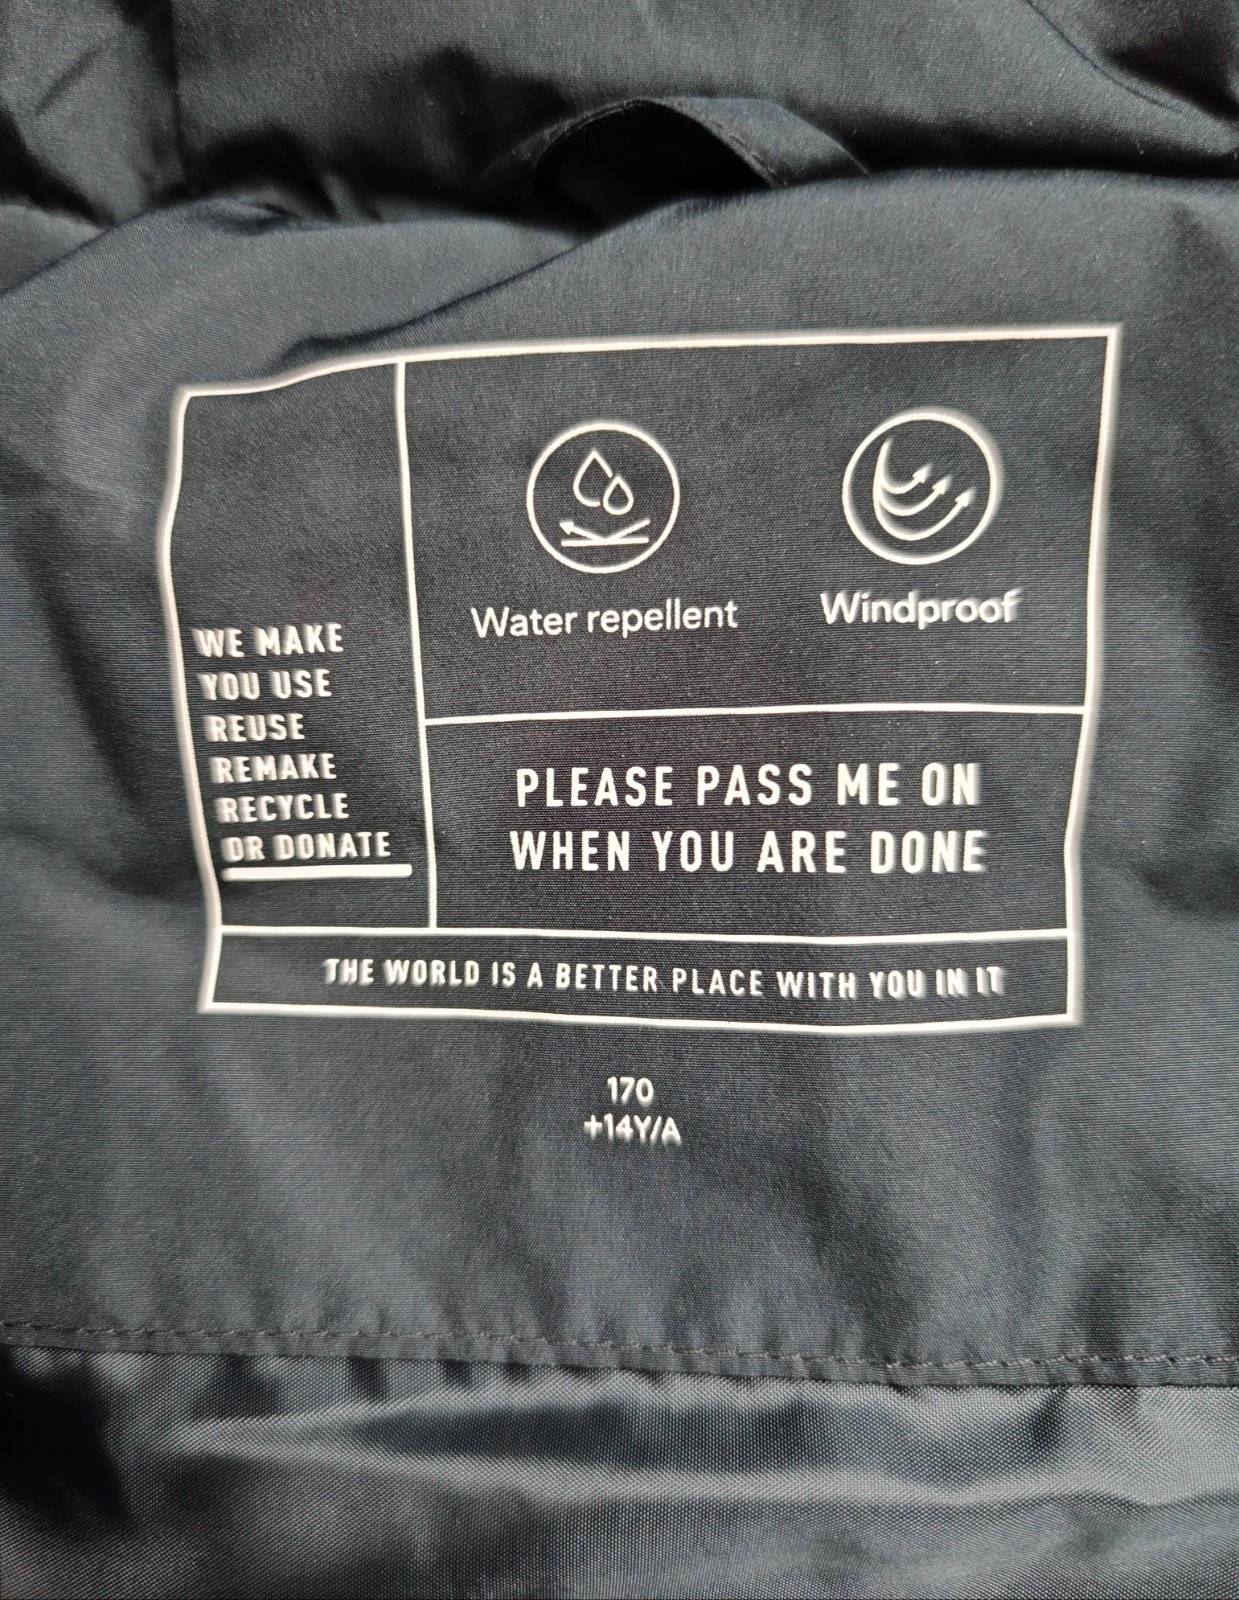 WE MAKE
YOU USE
REUSE
REMAKE
RECYCLE
OR DONATE
Water repellent
Windproof
PLEASE PASS ME ON
WHEN YOU ARE DONE
THE WORLD IS A BETTER PLACE WITH YOU IN IT
170
+14Y/A